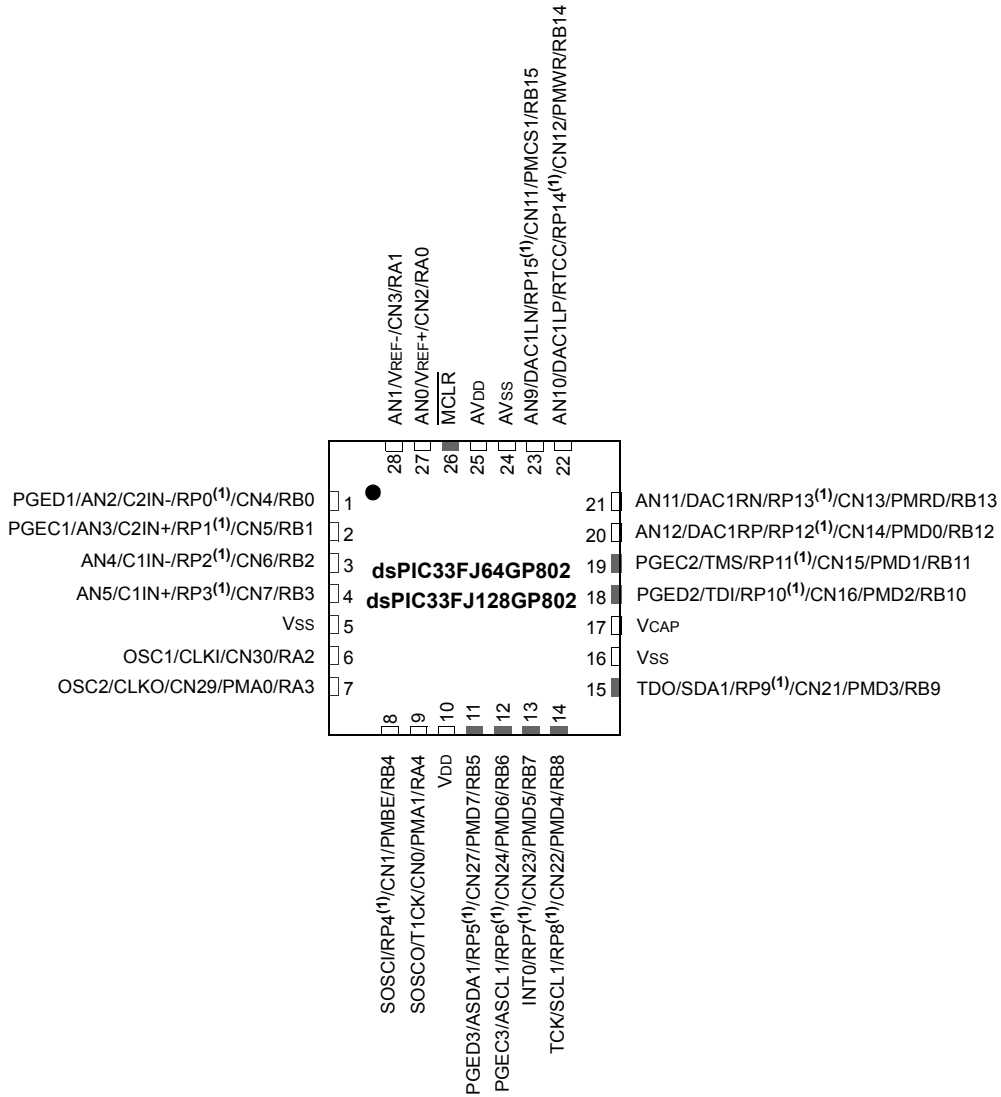 AN1/VREF-/CN3/RA1
AN0/VREF+/CN2/RA0
MCLR
AVDD
AVSS
AN9/DAC1LN/RP15(1)/CN11/PMCS1/RB15
AN10/DAC1LP/RTCC/RP14(1)/CN12/PMWR/RB14
28 27 26 25 24 23 22
PGED1/AN2/C2IN-/RP0(1)/CN4/RB0 1
PGEC1/AN3/C2IN+/RP1(1)/CN5/RB1 2
AN4/C1IN-/RP2(1)/CN6/RB2 3
AN5/C1IN+/RP3(1)/CN7/RB3 4
VSS 5
OSC1/CLKI/CN30/RA2 6
OSC2/CLKO/CN29/PMA0/RA3 7
dsPIC33FJ64GP802
dsPIC33FJ128GP802
21 AN11/DAC1RN/RP13(1)/CN13/PMRD/RB13
20 AN12/DAC1RP/RP12(1)/CN14/PMD0/RB12
19 PGEC2/TMS/RP11(1)/CN15/PMD1/RB11
18 PGED2/TDI/RP10(1)/CN16/PMD2/RB10
17 VCAP
16 VSS
15 TDO/SDA1/RP9(1)/CN21/PMD3/RB9
8 9 10 11 12 13 14
SOSCI/RP4(1)/CN1/PMBE/RB4
SOSCO/T1CK/CN0/PMA1/RA4
VDD
PGED3/ASDA1/RP5(1)/CN27/PMD7/RB5
PGEC3/ASCL1/RP6(1)/CN24/PMD6/RB6
INT0/RP7(1)/CN23/PMD5/RB7
TCK/SCL1/RP8(1)/CN22/PMD4/RB8